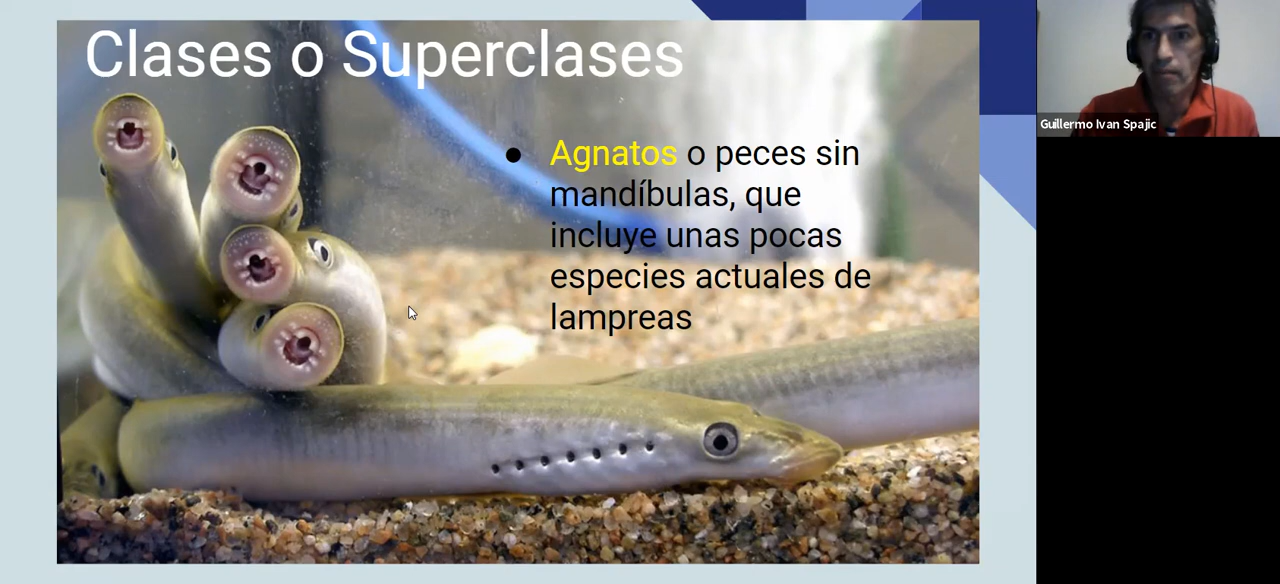 Clases o Superclases
● Agnatos o peces sin
mandíbulas, que
incluye unas pocas
especies actuales de
lampreas
Guillermo Ivan Spajic